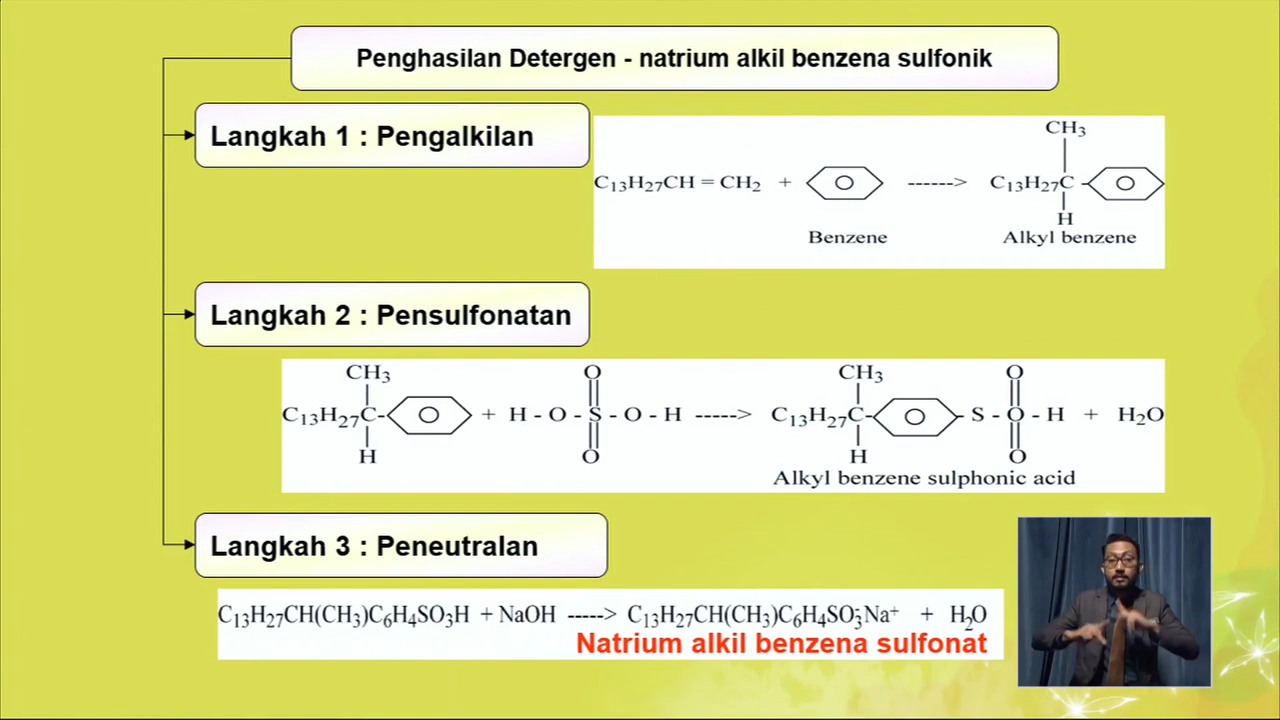 Penghasilan Detergen - natrium alkil benzena sulfonik
Langkah 1 : Pengalkilan
CH₃
C₁₃H₂₇CH = CH₂ + ------> C₁₃H₂₇C -
H
Benzene Alkyl benzene
Langkah 2 : Pensulfonatan
CH₃ O CH₃ O
C₁₃H₂₇C- + H - O - S - O - H -----> C₁₃H₂₇C- - S - O - H + H₂O
H O H O
Alkyl benzene sulphonic acid
Langkah 3 : Peneutralan
C₁₃H₂₇CH(CH₃)C₆H₄SO₃H + NaOH -----> C₁₃H₂₇CH(CH₃)C₆H₄SO₃⁻Na⁺ + H₂O
Natrium alkil benzena sulfonat